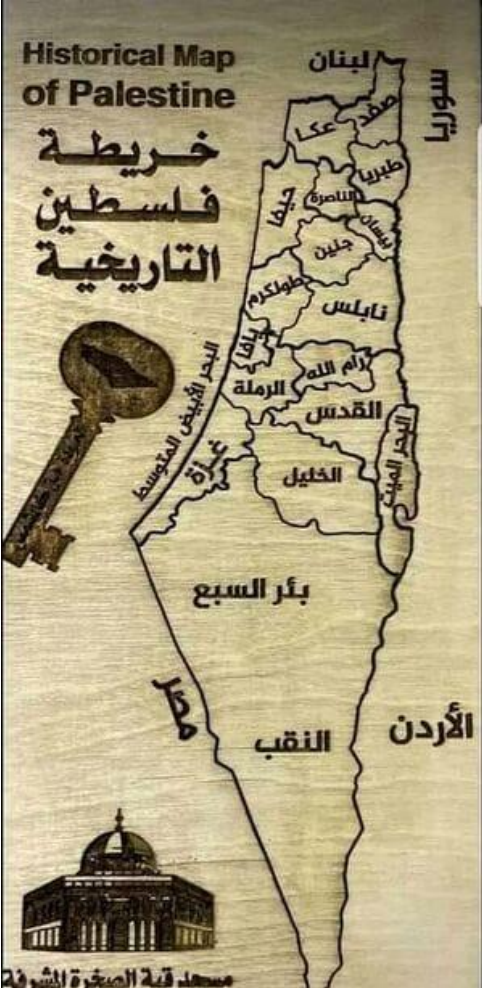 Historical Map
of Palestine
خريطة
فلسطين
التاريخية
لبنان
سوريا
صفد
عكا
طبريا
حيفا
الناصرة
بيسان
جنين
طولكرم
نابلس
يافا
رام الله
الرملة
القدس
البحر الأبيض المتوسط
غزة
الخليل
البحر الميت
بئر السبع
مصر
النقب
الأردن
مسجد قبة الصخرة المشرفة